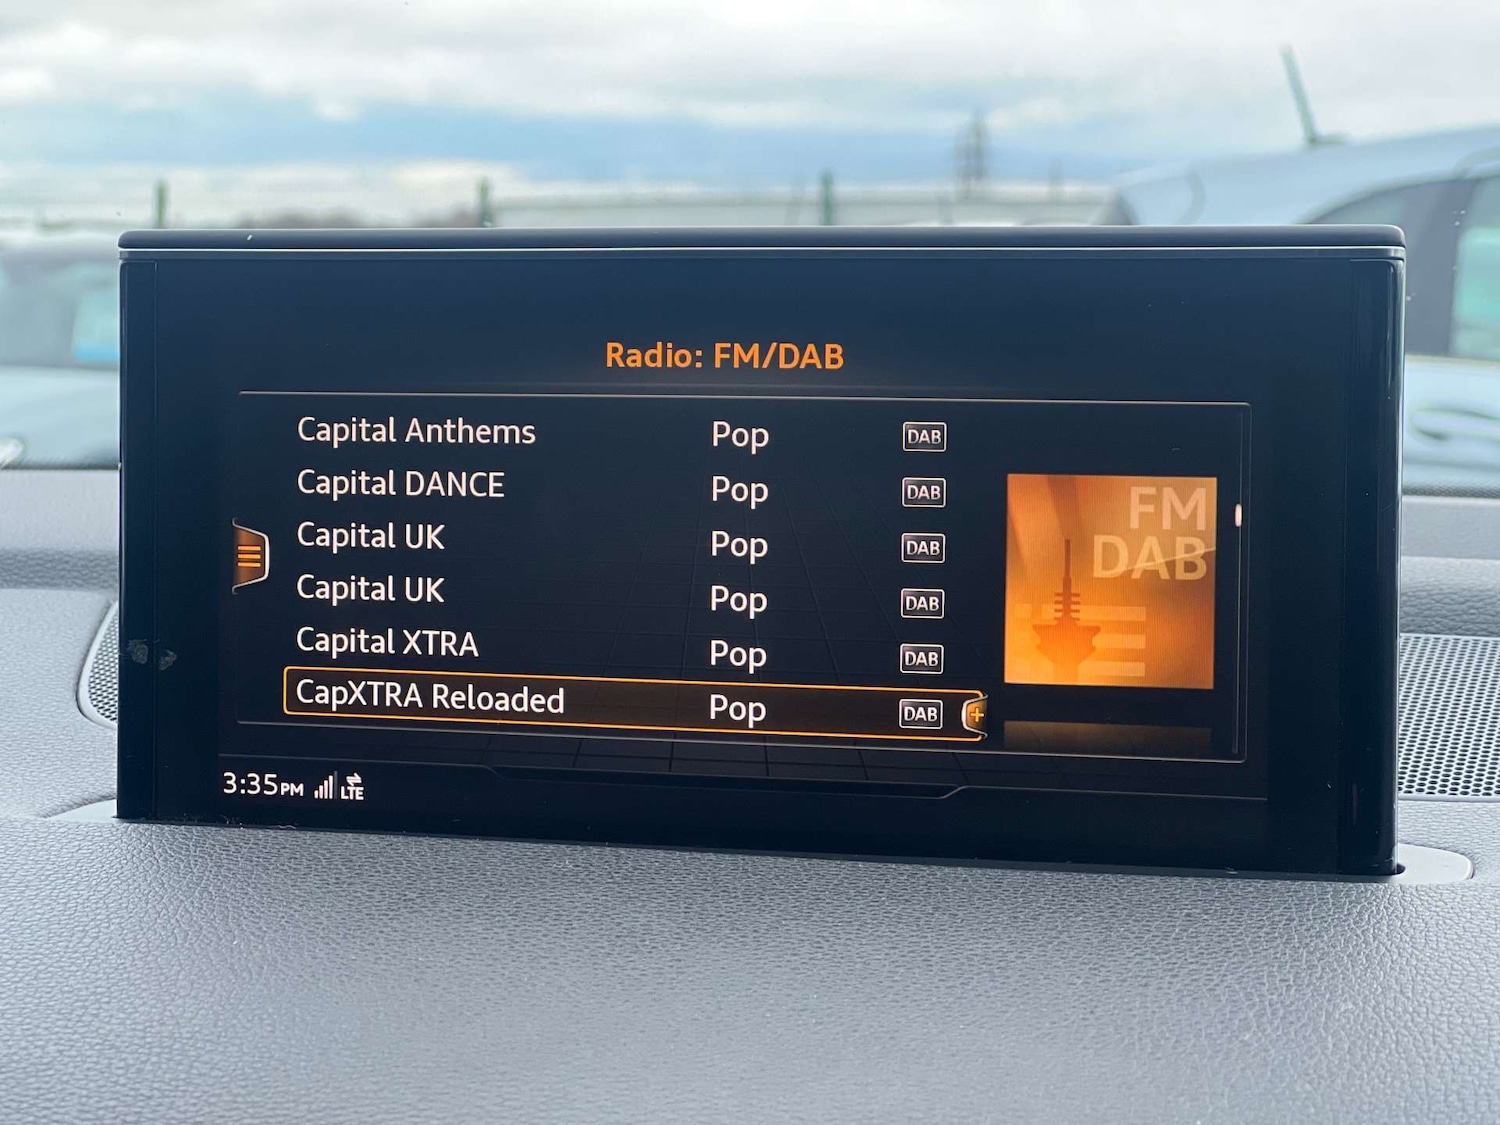 Radio: FM/DAB
Capital Anthems Pop DAB
Capital DANCE Pop DAB
Capital UK Pop DAB
Capital UK Pop DAB
Capital XTRA Pop DAB
CapXTRA Reloaded Pop DAB +
FM
DAB
3:35PM LTE